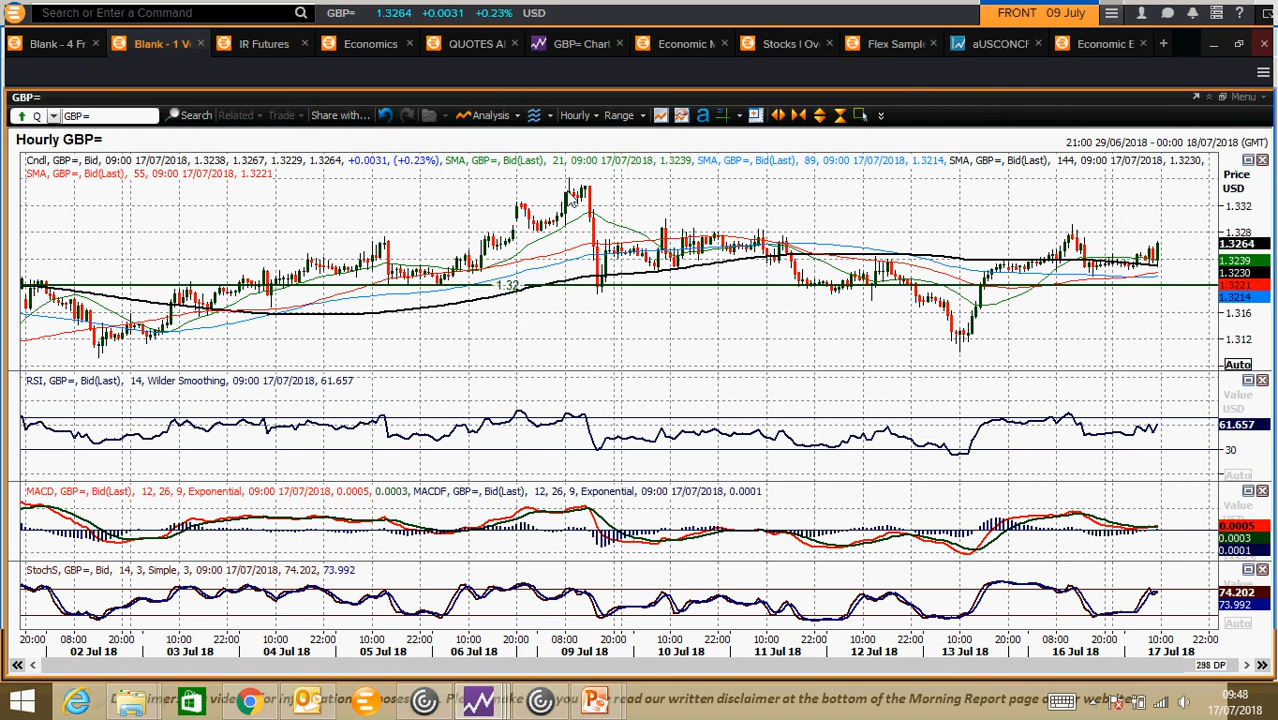 Search or Enter a Command GBP= 1.3264 +0.0031 +0.23% USD FRONT 09 July
Blank - 4 Fr Blank - 1 Ve IR Futures Economics QUOTES A GBP= Chart Economic M Stocks | Ov Flex Sample aUSCONCF Economic E
GBP= Menu
Q GBP= Search Related Trade Share with... Analysis Hourly Range
Hourly GBP= 21:00 29/06/2018 - 00:00 18/07/2018 (GMT)
Cndl, GBP=, Bid, 09:00 17/07/2018, 1.3238, 1.3267, 1.3229, 1.3264, +0.0031, (+0.23%), SMA, GBP=, Bid(Last), 21, 09:00 17/07/2018, 1.3239, SMA, GBP=, Bid(Last), 89, 09:00 17/07/2018, 1.3214, SMA, GBP=, Bid(Last), 144, 09:00 17/07/2018, 1.3230,
SMA, GBP=, Bid(Last), 55, 09:00 17/07/2018, 1.3221
Price
USD
1.332
1.328
1.3264
1.3239
1.3230
1.3221
1.32
1.3214
1.316
1.312
Auto
RSI, GBP=, Bid(Last), 14, Wilder Smoothing, 09:00 17/07/2018, 61.657
Value
USD
61.657
30
Auto
MACD, GBP=, Bid(Last), 12, 26, 9, Exponential, 09:00 17/07/2018, 0.0005, 0.0003, MACDF, GBP=, Bid(Last), 12, 26, 9, Exponential, 09:00 17/07/2018, 0.0001
Value
USD
0.0005
0.0003
0.0001
StochS, GBP=, Bid, 14, 3, Simple, 3, 09:00 17/07/2018, 74.202, 73.992
Value
74.202
73.992
Auto
20:00 08:00 20:00 10:00 22:00 10:00 22:00 10:00 22:00 10:00 20:00 08:00 20:00 10:00 22:00 10:00 22:00 10:00 22:00 10:00 20:00 08:00 20:00 10:00 22:00
02 Jul 18 03 Jul 18 04 Jul 18 05 Jul 18 06 Jul 18 09 Jul 18 10 Jul 18 11 Jul 18 12 Jul 18 13 Jul 18 16 Jul 18 17 Jul 18
298 DP
read our written disclaimer at the bottom of the Morning Report page
09:48
17/07/2018